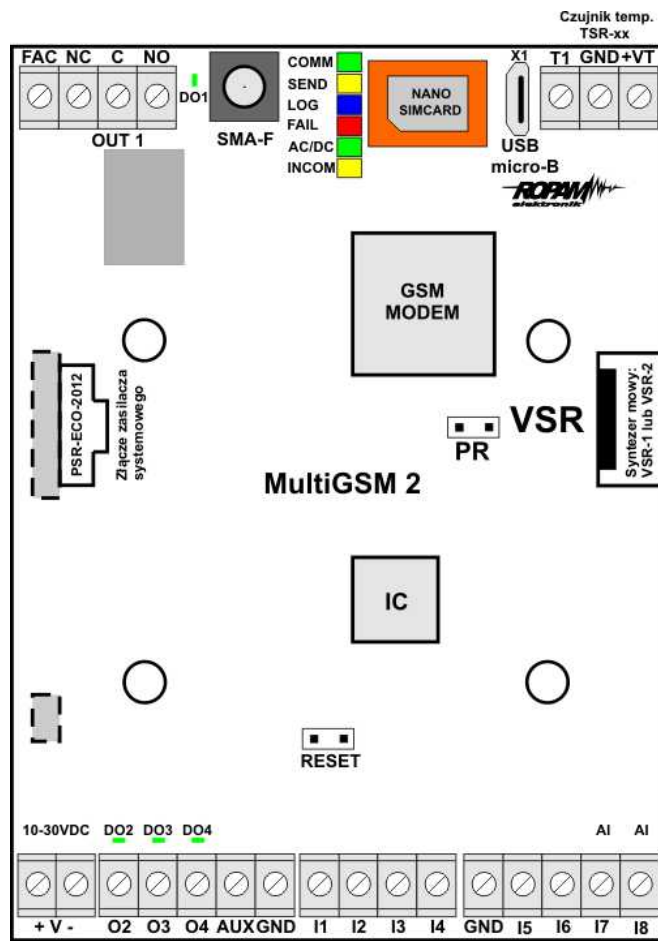 Czujnik temp.
TSR-xx
FAC NC C NO
DO1
OUT 1
SMA-F
COMM
SEND
LOG
FAIL
AC/DC
INCOM
NANO
SIMCARD
X1
USB
micro-B
T1 GND +VT
ROPAM
elektronik
GSM
MODEM
PSR-ECO-2012
Złącze zasilacza
systemowego
PR
VSR
Syntezer mowy:
VSR-1 lub VSR-2
MultiGSM 2
IC
RESET
10-30VDC DO2 DO3 DO4 AI AI
+ V - O2 O3 O4 AUX GND I1 I2 I3 I4 GND I5 I6 I7 I8